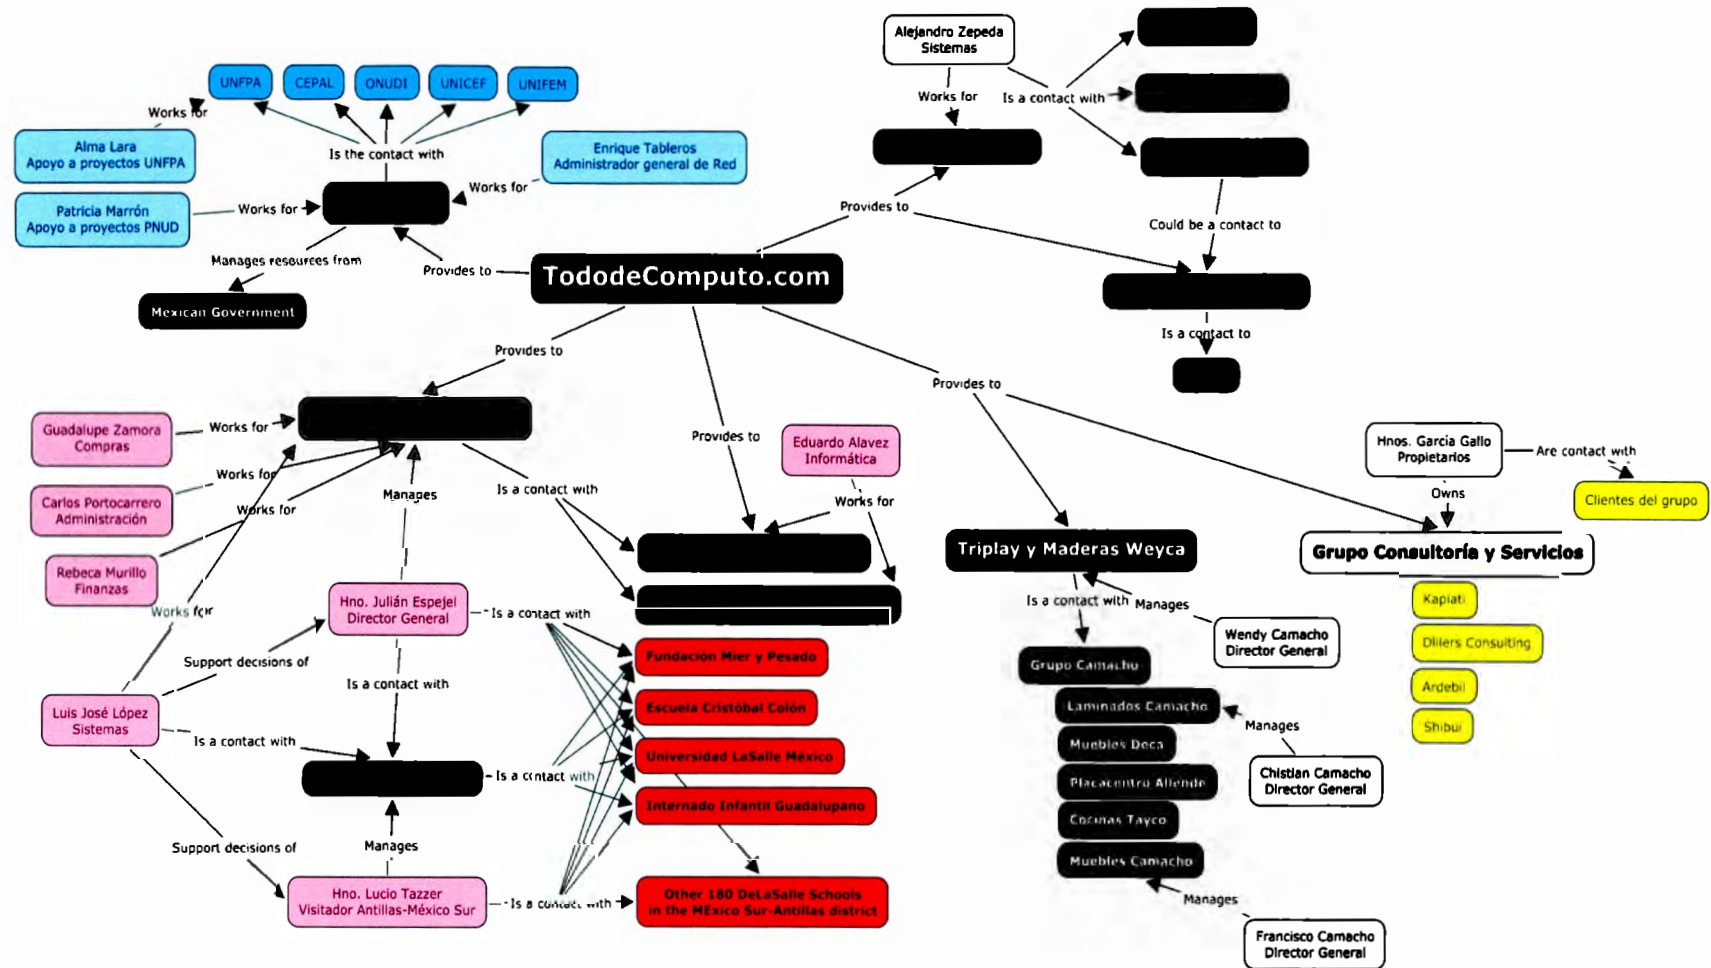 Alejandro Zepeda
Sistemas
UNFPA
CEPAL
ONUDI
UNICEF
UNIFEM
Works for
Is a contact with
Works for
Alma Lara
Apoyo a proyectos UNFPA
Is the contact with
Enrique Tableros
Administrador general de Red
Works for
Patricia Marrón
Apoyo a proyectos PNUD
Works for
Provides to
Could be a contact to
Manages resources from
Provides to
TododeComputo.com
Mexican Government
Is a contact to
Provides to
Provides to
Guadalupe Zamora
Compras
Works for
Provides to
Eduardo Alavez
Informática
Hnos. García Gallo
Propietarios
Are contact with
Works for
Manages
Is a contact with
Works for
Owns
Clientes del grupo
Carlos Portocarrero
Administración
Works for
Triplay y Maderas Weyca
Grupo Consultoría y Servicios
Rebeca Murillo
Finanzas
Works for
Hno. Julián Espejel
Director General
Is a contact with
Is a contact with
Manages
Kapiati
Wendy Camacho
Director General
Dillers Consulting
Support decisions of
Fundación Mier y Pesado
Grupo Camacho
Is a contact with
Ardebil
Luis José López
Sistemas
Escuela Cristóbal Colón
Laminados Camacho
Manages
Shibui
Is a contact with
Universidad LaSalle México
Muebles Deca
Is a contact with
Placacentro Allende
Chistian Camacho
Director General
Internado Infantil Guadalupano
Cocinas Tayco
Support decisions of
Manages
Muebles Camacho
Hno. Lucio Tazzer
Visitador Antillas-México Sur
Is a contact with
Other 180 DeLaSalle Schools
in the MExico Sur-Antillas district
Manages
Francisco Camacho
Director General